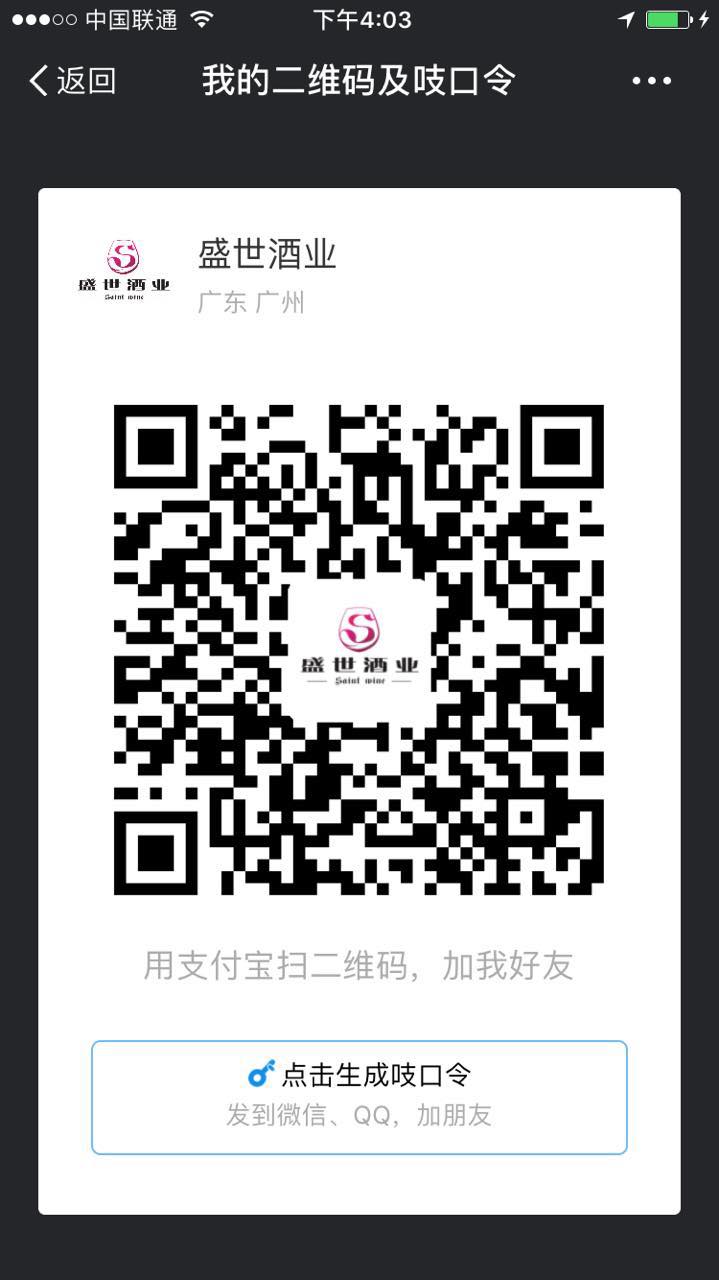 中国联通 下午4:03
返回 我的二维码及吱口令
盛世酒业
Saint wine
盛世酒业
广东 广州
盛世酒业
Saint wine
用支付宝扫二维码，加我好友
点击生成吱口令
发到微信、QQ，加朋友